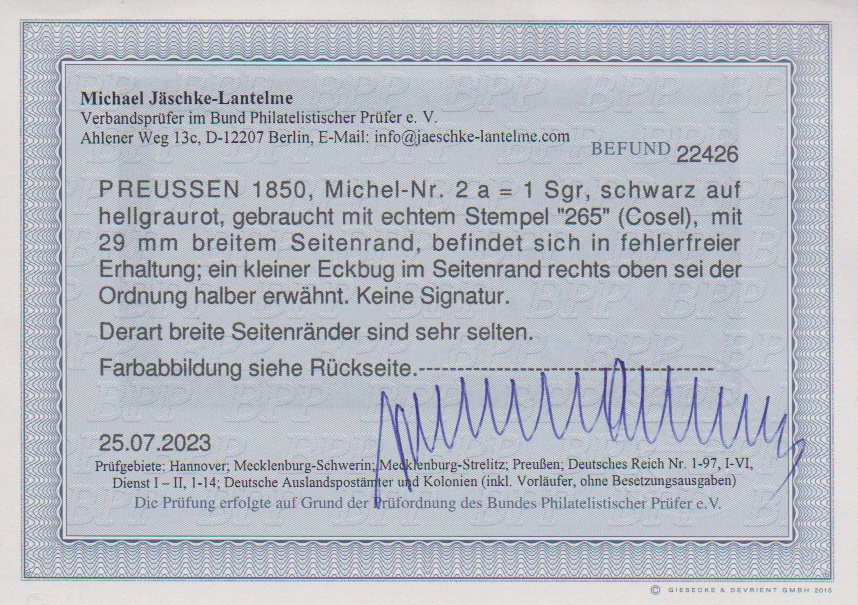 Michael Jäschke-Lantelme
Verbandsprüfer im Bund Philatelistischer Prüfer e. V.
Ahlener Weg 13c, D-12207 Berlin, E-Mail: info@jaeschke-lantelme.com
BEFUND 22426
PREUSSEN 1850, Michel-Nr. 2 a = 1 Sgr, schwarz auf
hellgraurot, gebraucht mit echtem Stempel "265" (Cosel), mit
29 mm breitem Seitenrand, befindet sich in fehlerfreier
Erhaltung; ein kleiner Eckbug im Seitenrand rechts oben sei der
Ordnung halber erwähnt. Keine Signatur.
Derart breite Seitenränder sind sehr selten.
Farbabbildung siehe Rückseite.--------------------------------
25.07.2023
Prüfgebiete: Hannover; Mecklenburg-Schwerin; Mecklenburg-Strelitz; Preußen; Deutsches Reich Nr. 1-97, I-VI,
Dienst I – II, 1-14; Deutsche Auslandspostämter und Kolonien (inkl. Vorläufer, ohne Besetzungsausgaben)
Die Prüfung erfolgte auf Grund der Prüfordnung des Bundes Philatelistischer Prüfer e.V.
© GIESECKE & DEVRIENT GMBH 2015